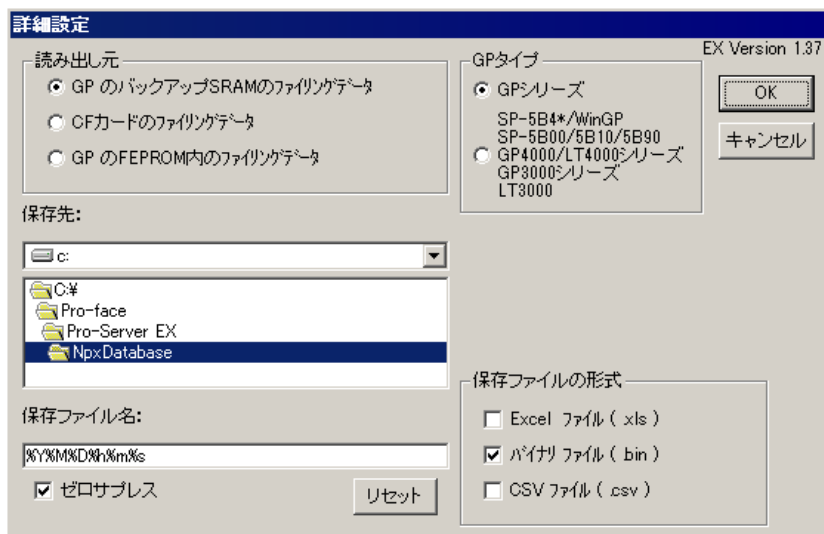 詳細設定
EX Version 1.37
読み出し元
GP のバックアップSRAMのファイリングデータ
CFカードのファイリングデータ
GP のFEPROM内のファイリングデータ
GPタイプ
GPシリーズ
SP-5B4*/WinGP
SP-5B00/5B10/5B90
GP4000/LT4000シリーズ
GP3000シリーズ
LT3000
OK
キャンセル
保存先:
c:
C:¥
Pro-face
Pro-Server EX
NpxDatabase
保存ファイル名:
%Y%M%D%h%m%s
ゼロサプレス
リセット
保存ファイルの形式
Excel ファイル ( .xls )
バイナリ ファイル ( .bin )
CSV ファイル ( .csv )